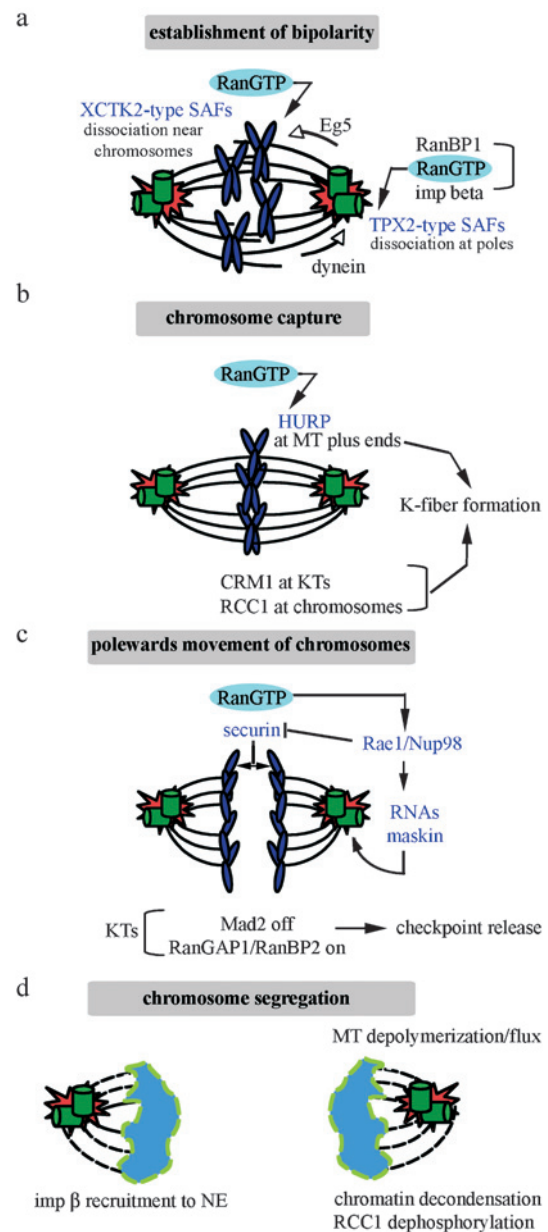 a
establishment of bipolarity
RanGTP
XCTK2-type SAFs
dissociation near
chromosomes
Eg5
RanBP1
RanGTP
imp beta
TPX2-type SAFs
dissociation at poles
dynein
b
chromosome capture
RanGTP
HURP
at MT plus ends
K-fiber formation
CRM1 at KTs
RCC1 at chromosomes
c
polewards movement of chromosomes
RanGTP
securin
Rae1/Nup98
RNAs
maskin
KTs
Mad2 off
RanGAP1/RanBP2 on
checkpoint release
d
chromosome segregation
MT depolymerization/flux
imp β recruitment to NE
chromatin decondensation
RCC1 dephosphorylation